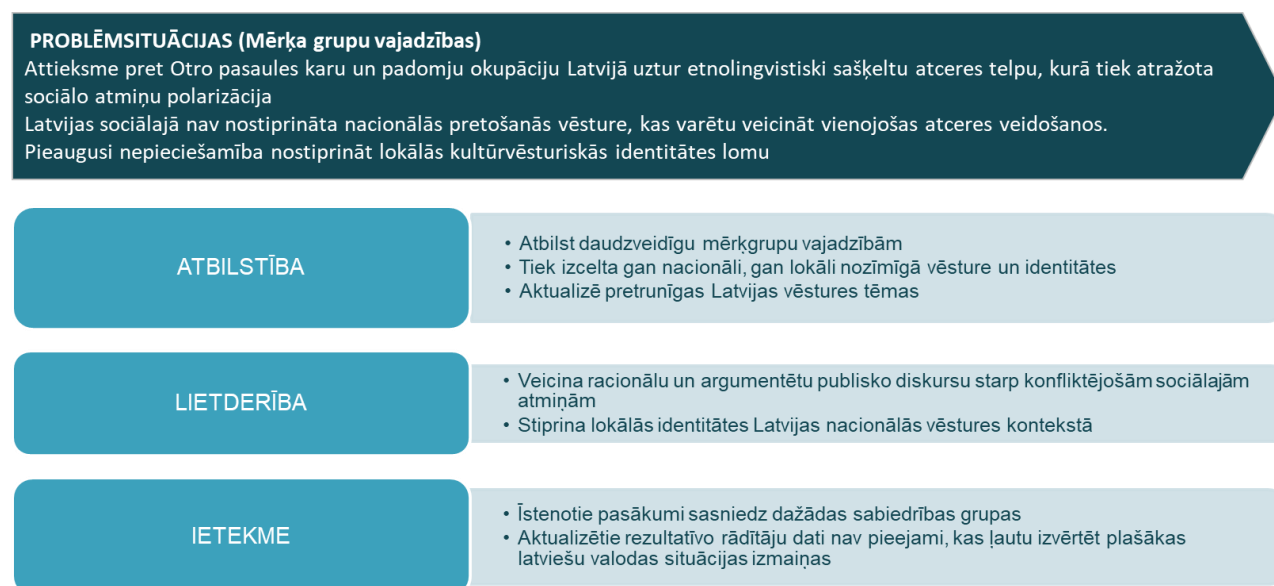 PROBLĒMSITUĀCIJAS (Mērķa grupu vajadzības)
Attieksme pret Otro pasaules karu un padomju okupāciju Latvijā uztur etnolingvistiski sašķeltu atceres telpu, kurā tiek atražota
sociālo atmiņu polarizācija
Latvijas sociālajā nav nostiprināta nacionālās pretošanās vēsture, kas varētu veicināt vienojošas atceres veidošanos.
Pieaugusi nepieciešamība nostiprināt lokālās kultūrvēsturiskās identitātes lomu
ATBILSTĪBA
• Atbilst daudzveidīgu mērķgrupu vajadzībām
• Tiek izcelta gan nacionāli, gan lokāli nozīmīgā vēsture un identitātes
• Aktualizē pretrunīgas Latvijas vēstures tēmas
LIETDERĪBA
• Veicina racionālu un argumentētu publisko diskursu starp konfliktējošām sociālajām
atmiņām
• Stiprina lokālās identitātes Latvijas nacionālās vēstures kontekstā
IETEKME
• Īstenotie pasākumi sasniedz dažādas sabiedrības grupas
• Aktualizētie rezultatīvo rādītāju dati nav pieejami, kas ļautu izvērtēt plašākas
latviešu valodas situācijas izmaiņas